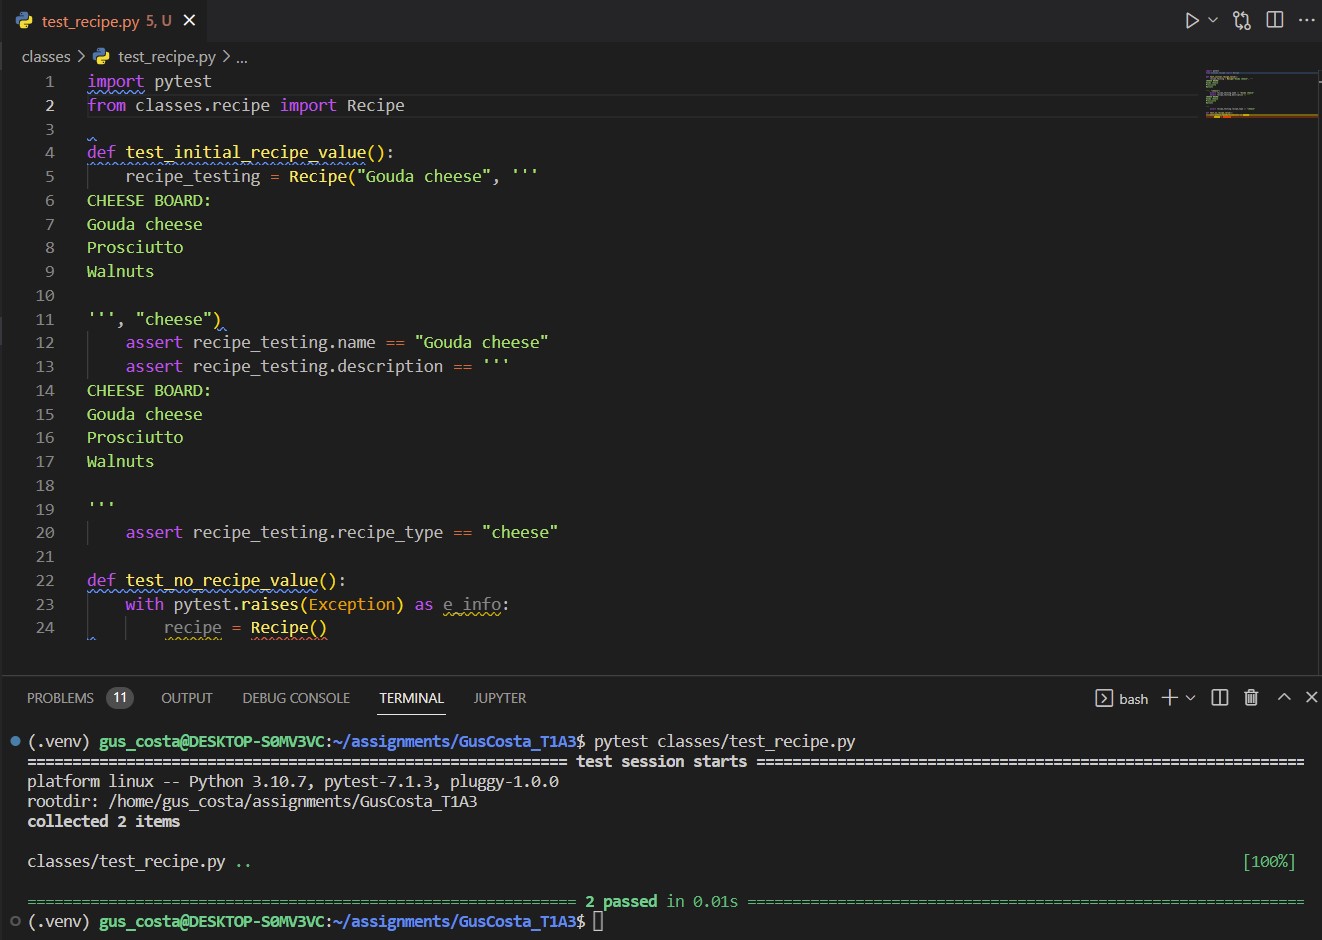 test_recipe.py 5, U
classes > test_recipe.py > ...
1 import pytest
2 from classes.recipe import Recipe
3
4 def test_initial_recipe_value():
5     recipe_testing = Recipe("Gouda cheese", '''
6 CHEESE BOARD:
7 Gouda cheese
8 Prosciutto
9 Walnuts
10
11 ''', "cheese")
12     assert recipe_testing.name == "Gouda cheese"
13     assert recipe_testing.description == '''
14 CHEESE BOARD:
15 Gouda cheese
16 Prosciutto
17 Walnuts
18
19 '''
20     assert recipe_testing.recipe_type == "cheese"
21
22 def test_no_recipe_value():
23     with pytest.raises(Exception) as e_info:
24         recipe = Recipe()
PROBLEMS 11 OUTPUT DEBUG CONSOLE TERMINAL JUPYTER bash
(.venv) gus_costa@DESKTOP-S0MV3VC:~/assignments/GusCosta_T1A3$ pytest classes/test_recipe.py
============================================================ test session starts =============================================================
platform linux -- Python 3.10.7, pytest-7.1.3, pluggy-1.0.0
rootdir: /home/gus_costa/assignments/GusCosta_T1A3
collected 2 items
classes/test_recipe.py .. [100%]
============================================================= 2 passed in 0.01s ==============================================================
(.venv) gus_costa@DESKTOP-S0MV3VC:~/assignments/GusCosta_T1A3$